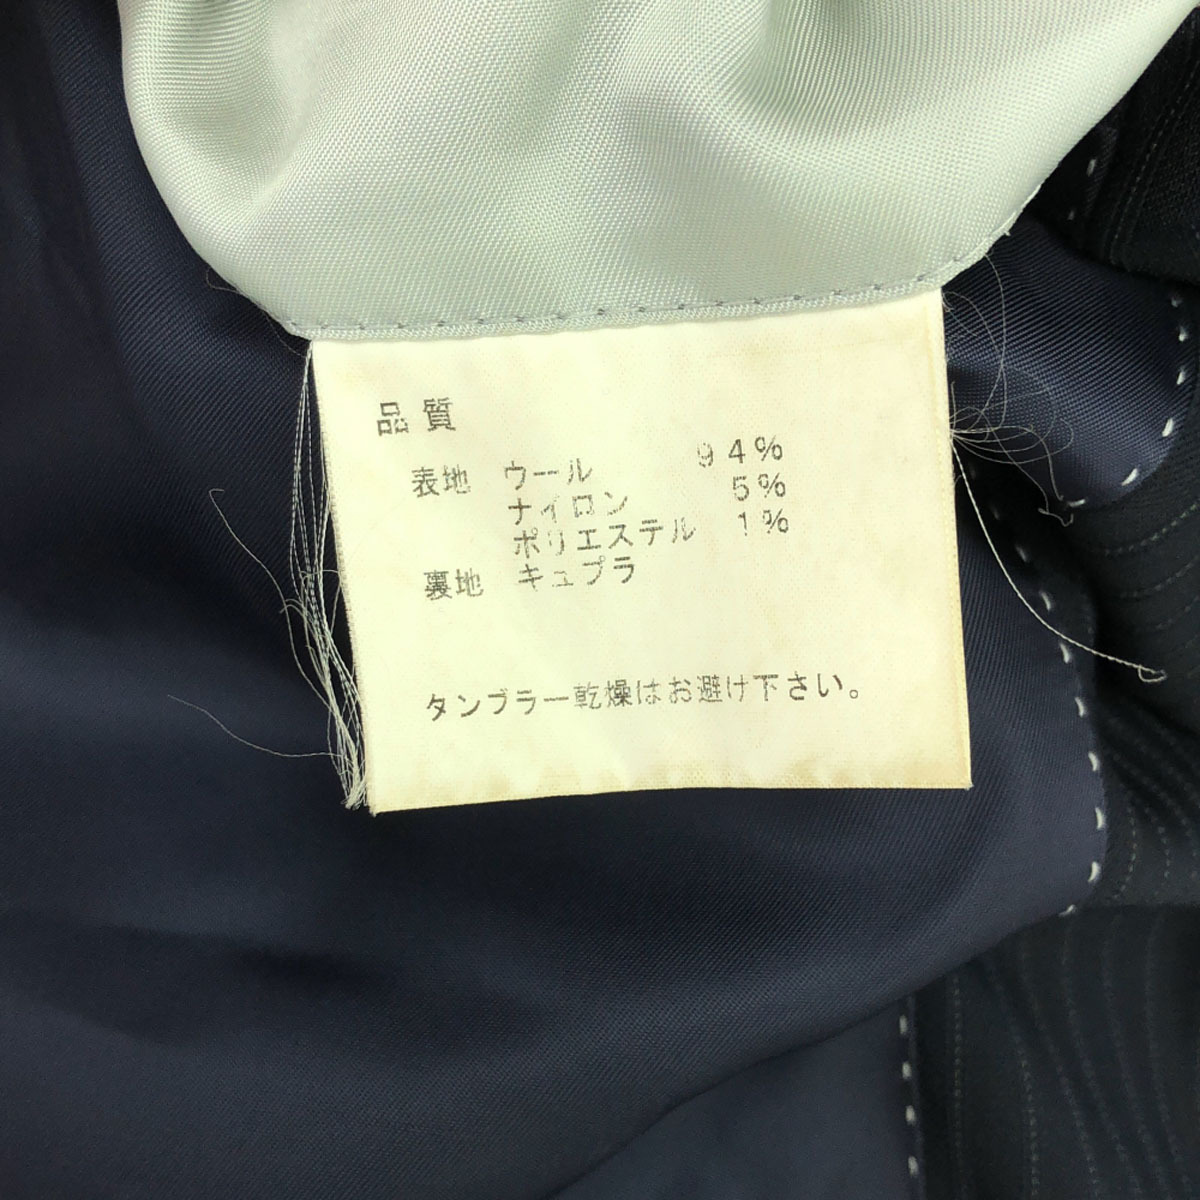 品質
表地 ウール 94%
ナイロン 5%
ポリエステル 1%
裏地 キュプラ
タンブラー乾燥はお避け下さい。